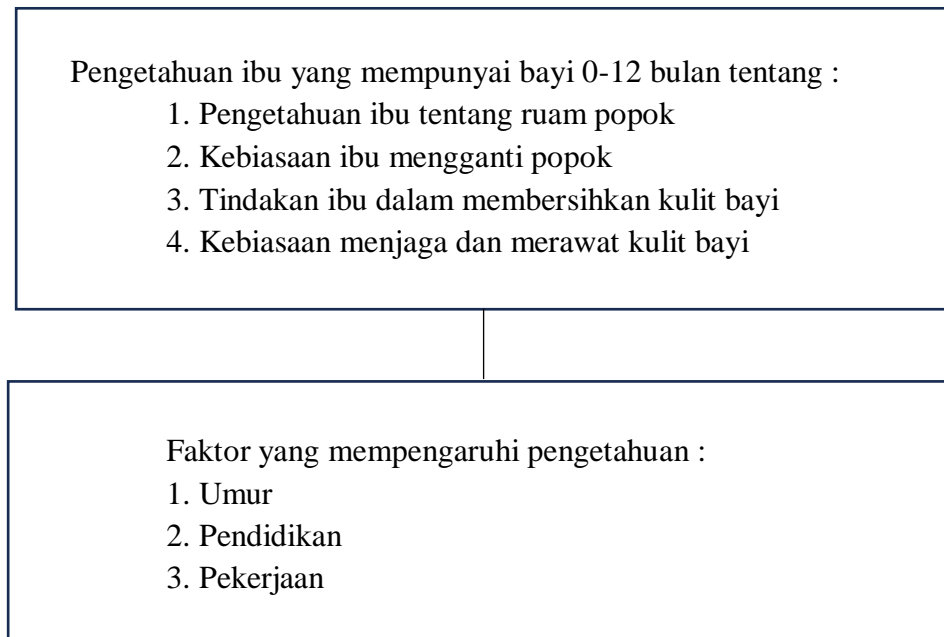 Pengetahuan ibu yang mempunyai bayi 0-12 bulan tentang :
1. Pengetahuan ibu tentang ruam popok
2. Kebiasaan ibu mengganti popok
3. Tindakan ibu dalam membersihkan kulit bayi
4. Kebiasaan menjaga dan merawat kulit bayi
Faktor yang mempengaruhi pengetahuan :
1. Umur
2. Pendidikan
3. Pekerjaan